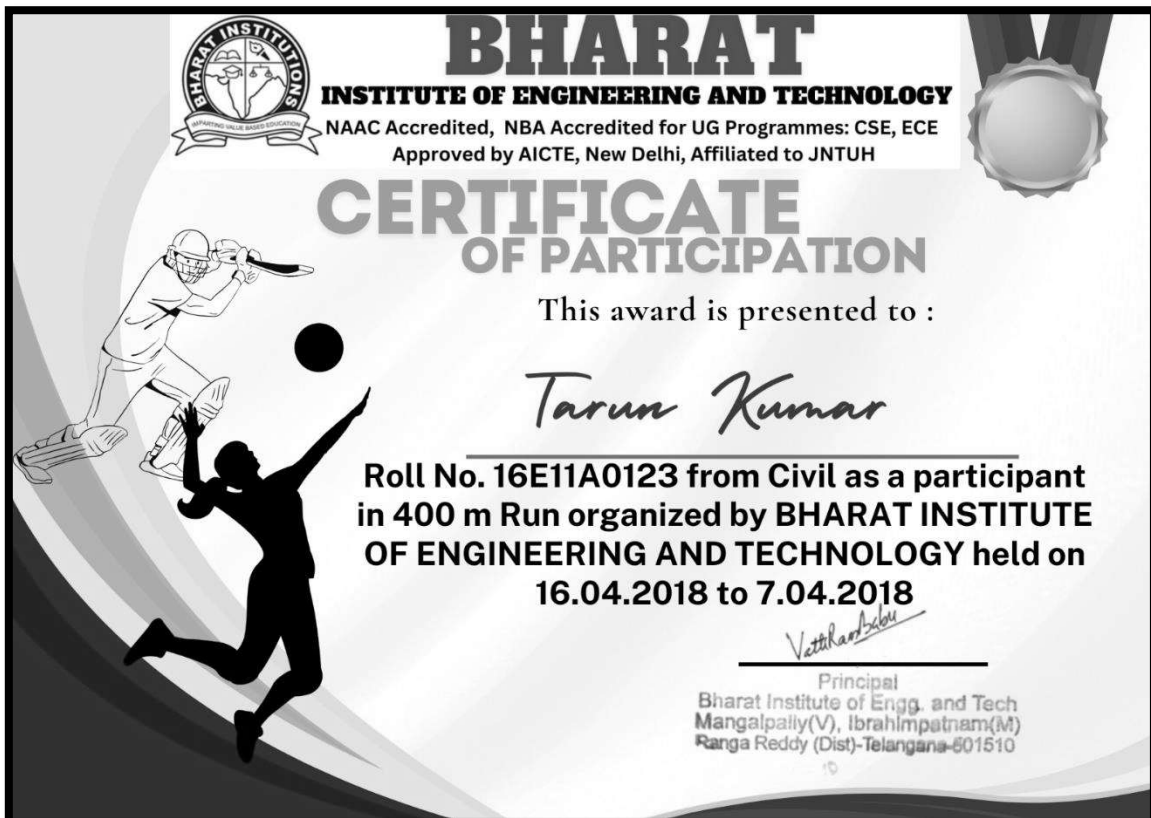 BHARAT INSTITUTIONS
IMPARTING VALUE BASED EDUCATION
BHARAT
INSTITUTE OF ENGINEERING AND TECHNOLOGY
NAAC Accredited, NBA Accredited for UG Programmes: CSE, ECE
Approved by AICTE, New Delhi, Affiliated to JNTUH
CERTIFICATE
OF PARTICIPATION
This award is presented to :
Tarun Kumar
Roll No. 16E11A0123 from Civil as a participant
in 400 m Run organized by BHARAT INSTITUTE
OF ENGINEERING AND TECHNOLOGY held on
16.04.2018 to 7.04.2018
Principal
Bharat Institute of Engg. and Tech
Mangalpally(V), Ibrahimpatnam(M)
Ranga Reddy (Dist)-Telangana-501510